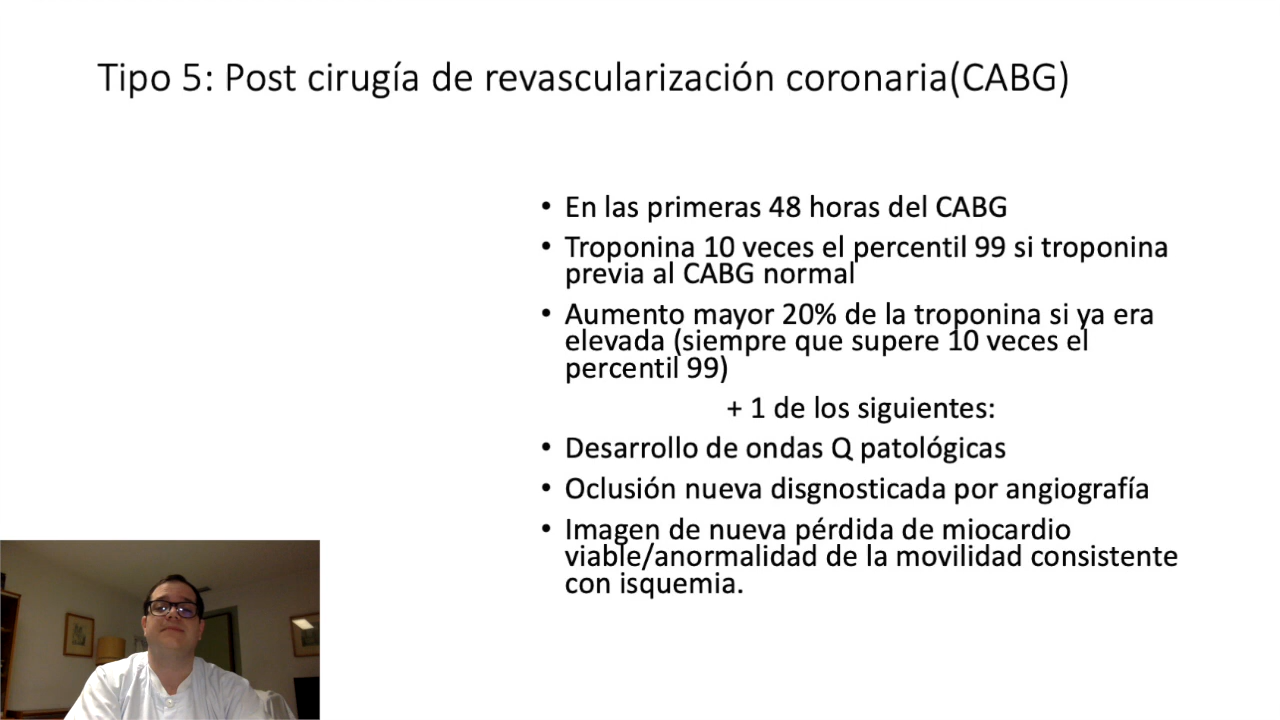 Tipo 5: Post cirugía de revascularización coronaria(CABG)
• En las primeras 48 horas del CABG
• Troponina 10 veces el percentil 99 si troponina
previa al CABG normal
• Aumento mayor 20% de la troponina si ya era
elevada (siempre que supere 10 veces el
percentil 99)
+ 1 de los siguientes:
• Desarrollo de ondas Q patológicas
• Oclusión nueva disgnosticada por angiografía
• Imagen de nueva pérdida de miocardio
viable/anormalidad de la movilidad consistente
con isquemia.